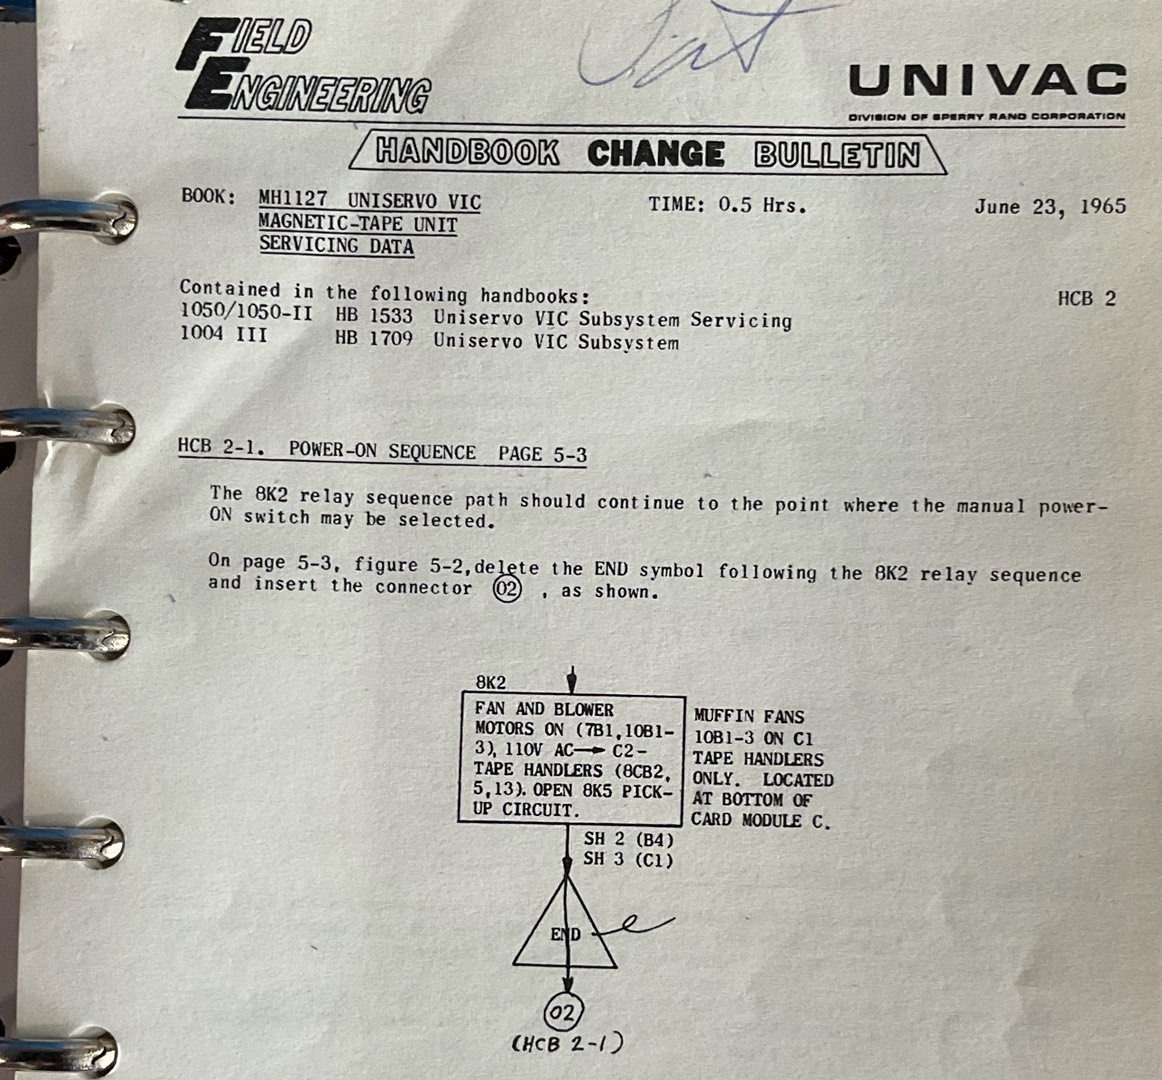 FIELD
ENGINEERING
UNIVAC
DIVISION OF SPERRY RAND CORPORATION
HANDBOOK CHANGE BULLETIN
BOOK: MH1127 UNISERVO VIC
MAGNETIC-TAPE UNIT
SERVICING DATA
TIME: 0.5 Hrs.
June 23, 1965
Contained in the following handbooks:
HCB 2
1050/1050-II HB 1533 Uniservo VIC Subsystem Servicing
1004 III HB 1709 Uniservo VIC Subsystem
HCB 2-1. POWER-ON SEQUENCE PAGE 5-3
The 8K2 relay sequence path should continue to the point where the manual power-
ON switch may be selected.
On page 5-3, figure 5-2,delete the END symbol following the 8K2 relay sequence
and insert the connector 02 , as shown.
8K2
FAN AND BLOWER
MOTORS ON (7B1,10B1-
3), 110V AC→ C2-
TAPE HANDLERS (8CB2,
5,13). OPEN 8K5 PICK-
UP CIRCUIT.
MUFFIN FANS
10B1-3 ON C1
TAPE HANDLERS
ONLY. LOCATED
AT BOTTOM OF
CARD MODULE C.
SH 2 (B4)
SH 3 (C1)
END
02
(HCB 2-1)